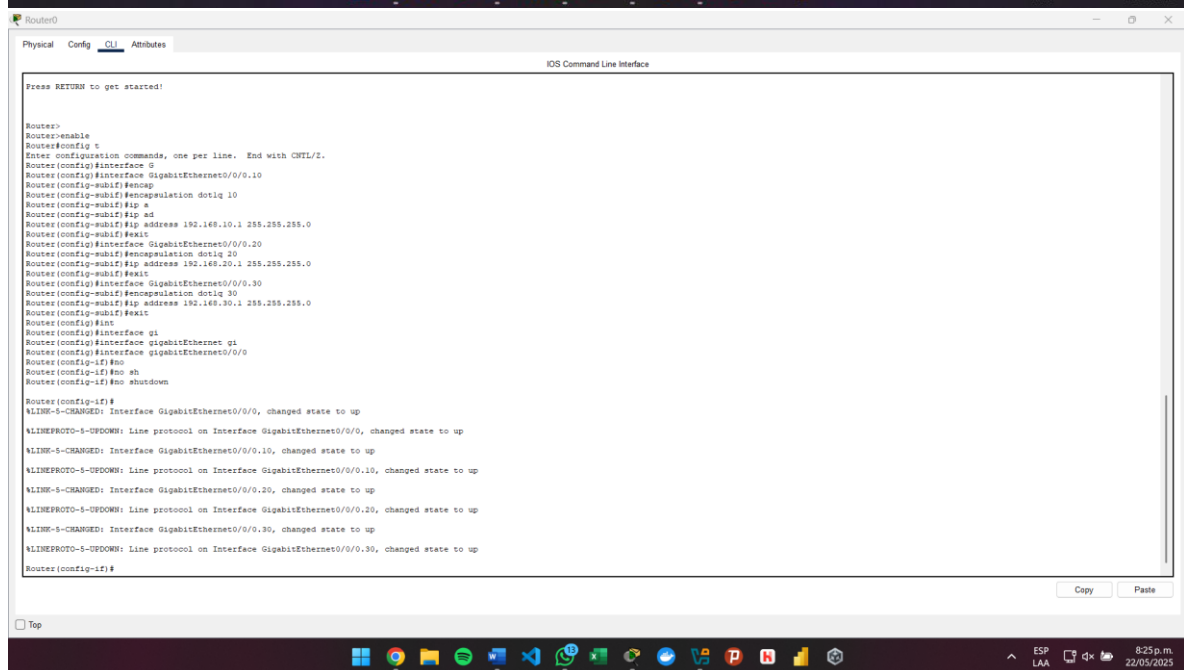 Router0
Physical Config CLI Attributes
IOS Command Line Interface
Press RETURN to get started!
Router>
Router>enable
Router#config t
Enter configuration commands, one per line. End with CNTL/Z.
Router(config)#interface G
Router(config)#interface GigabitEthernet0/0/0.10
Router(config-subif)#encap
Router(config-subif)#encapsulation dot1q 10
Router(config-subif)#ip a
Router(config-subif)#ip ad
Router(config-subif)#ip address 192.168.10.1 255.255.255.0
Router(config-subif)#exit
Router(config)#interface GigabitEthernet0/0/0.20
Router(config-subif)#encapsulation dot1q 20
Router(config-subif)#ip address 192.168.20.1 255.255.255.0
Router(config-subif)#exit
Router(config)#interface GigabitEthernet0/0/0.30
Router(config-subif)#encapsulation dot1q 30
Router(config-subif)#ip address 192.168.30.1 255.255.255.0
Router(config-subif)#exit
Router(config)#int
Router(config)#interface gi
Router(config)#interface gigabitEthernet gi
Router(config)#interface gigabitEthernet0/0/0
Router(config-if)#no
Router(config-if)#no sh
Router(config-if)#no shutdown
Router(config-if)#
%LINK-5-CHANGED: Interface GigabitEthernet0/0/0, changed state to up
%LINEPROTO-5-UPDOWN: Line protocol on Interface GigabitEthernet0/0/0, changed state to up
%LINK-5-CHANGED: Interface GigabitEthernet0/0/0.10, changed state to up
%LINEPROTO-5-UPDOWN: Line protocol on Interface GigabitEthernet0/0/0.10, changed state to up
%LINK-5-CHANGED: Interface GigabitEthernet0/0/0.20, changed state to up
%LINEPROTO-5-UPDOWN: Line protocol on Interface GigabitEthernet0/0/0.20, changed state to up
%LINK-5-CHANGED: Interface GigabitEthernet0/0/0.30, changed state to up
%LINEPROTO-5-UPDOWN: Line protocol on Interface GigabitEthernet0/0/0.30, changed state to up
Router(config-if)#
Copy Paste
Top
13
ESP
LAA
8:25 p. m.
22/05/2025